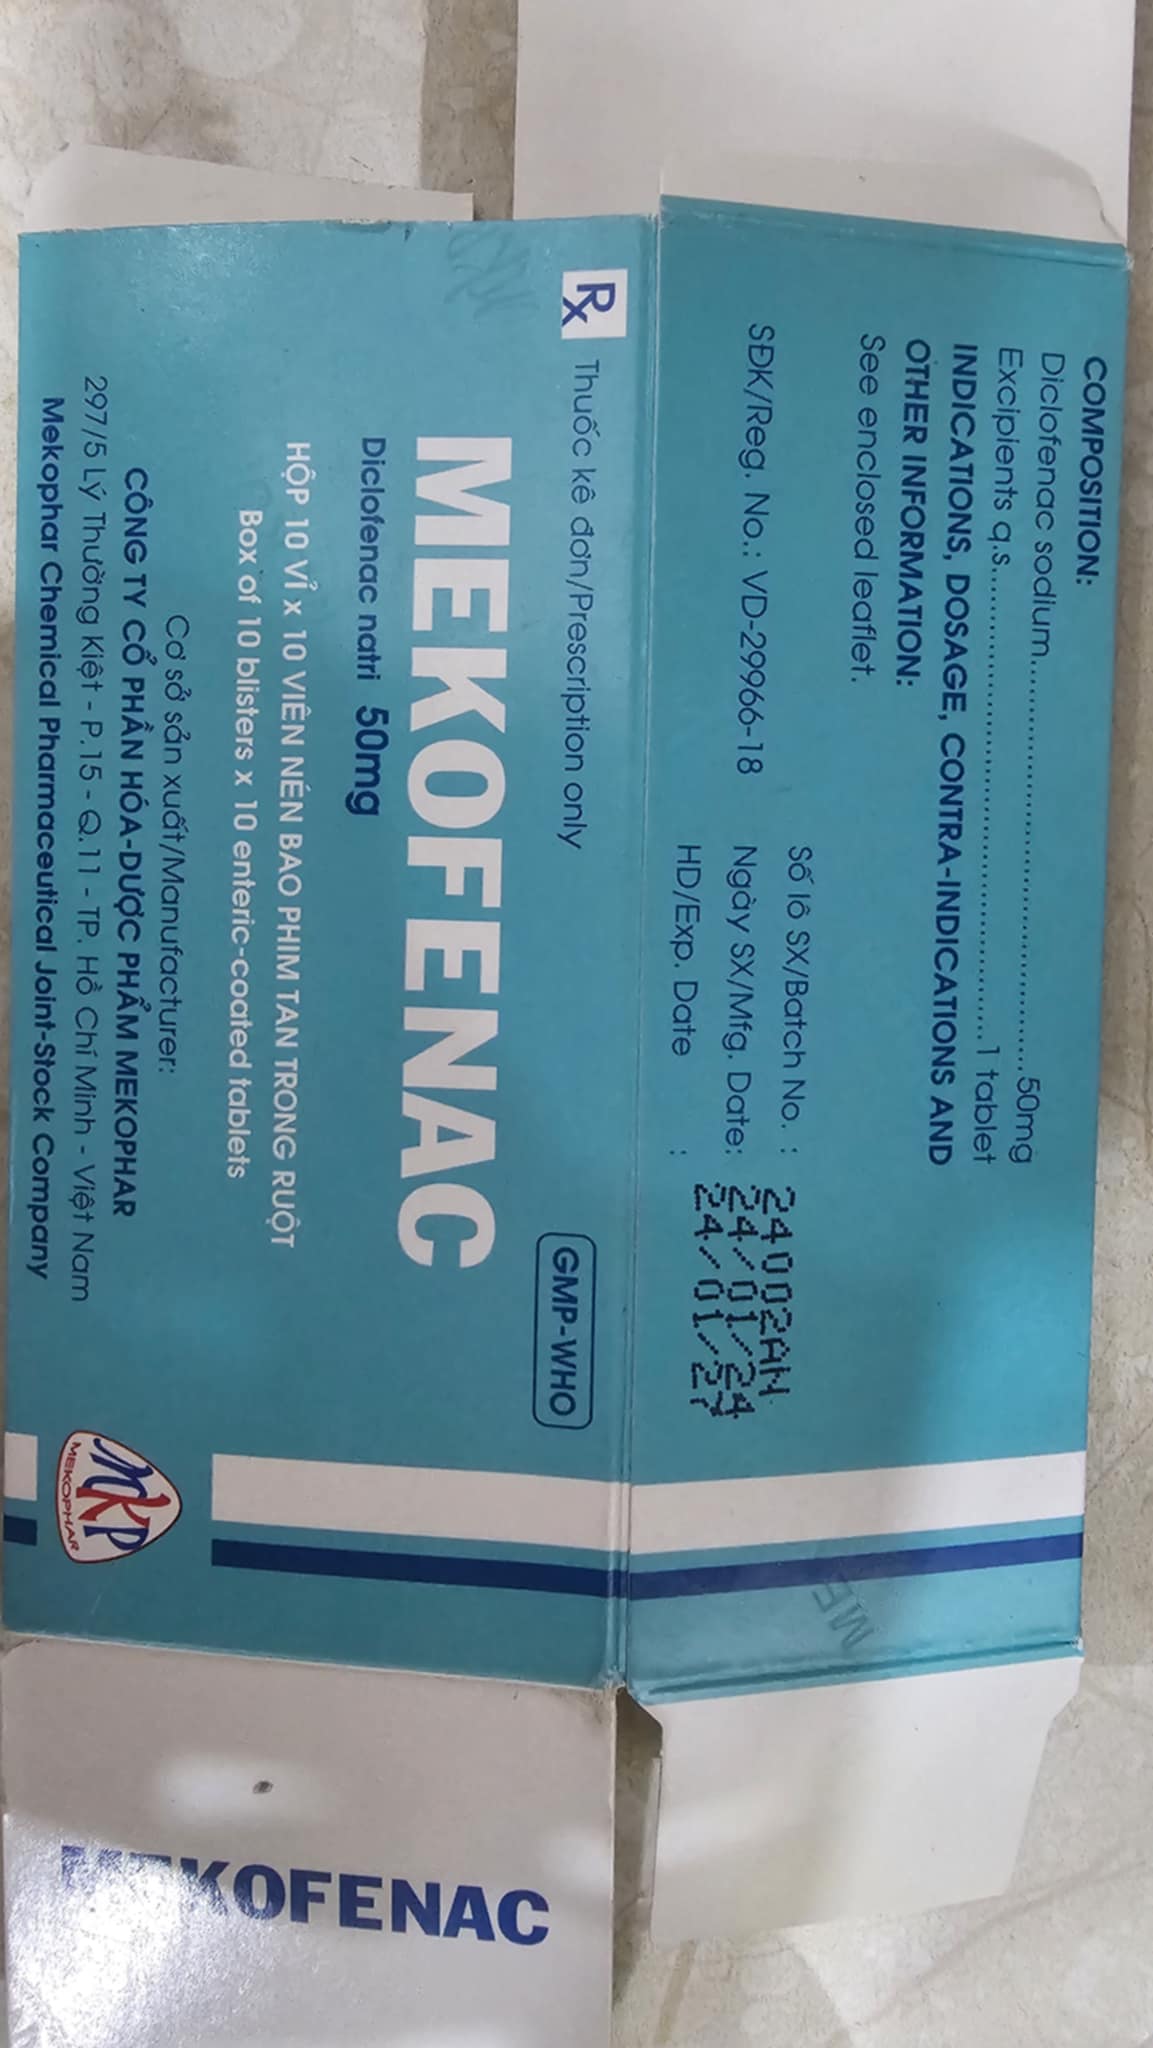 COMPOSITION:
Diclofenac sodium..........................................50mg
Excipients q.s..................................................1 tablet
INDICATIONS, DOSAGE, CONTRA-INDICATIONS AND
OTHER INFORMATION:
See enclosed leaflet.
SĐK/Reg. No.: VD-29966-18
Số lô SX/Batch No. : 24002AN
Ngày SX/Mfg. Date: 24/01/24
HD/Exp. Date : 24/01/27
Rx Thuốc kê đơn/Prescription only
GMP-WHO
MEKOFENAC
Diclofenac natri 50mg
HỘP 10 VỈ x 10 VIÊN NÉN BAO PHIM TAN TRONG RUỘT
Box of 10 blisters x 10 enteric-coated tablets
Cơ sở sản xuất/Manufacturer:
CÔNG TY CỔ PHẦN HÓA-DƯỢC PHẨM MEKOPHAR
297/5 Lý Thường Kiệt - P.15 - Q.11 - TP. Hồ Chí Minh - Việt Nam
Mekophar Chemical Pharmaceutical Joint-Stock Company
MKP
MEKOPHAR
MEKOFENAC